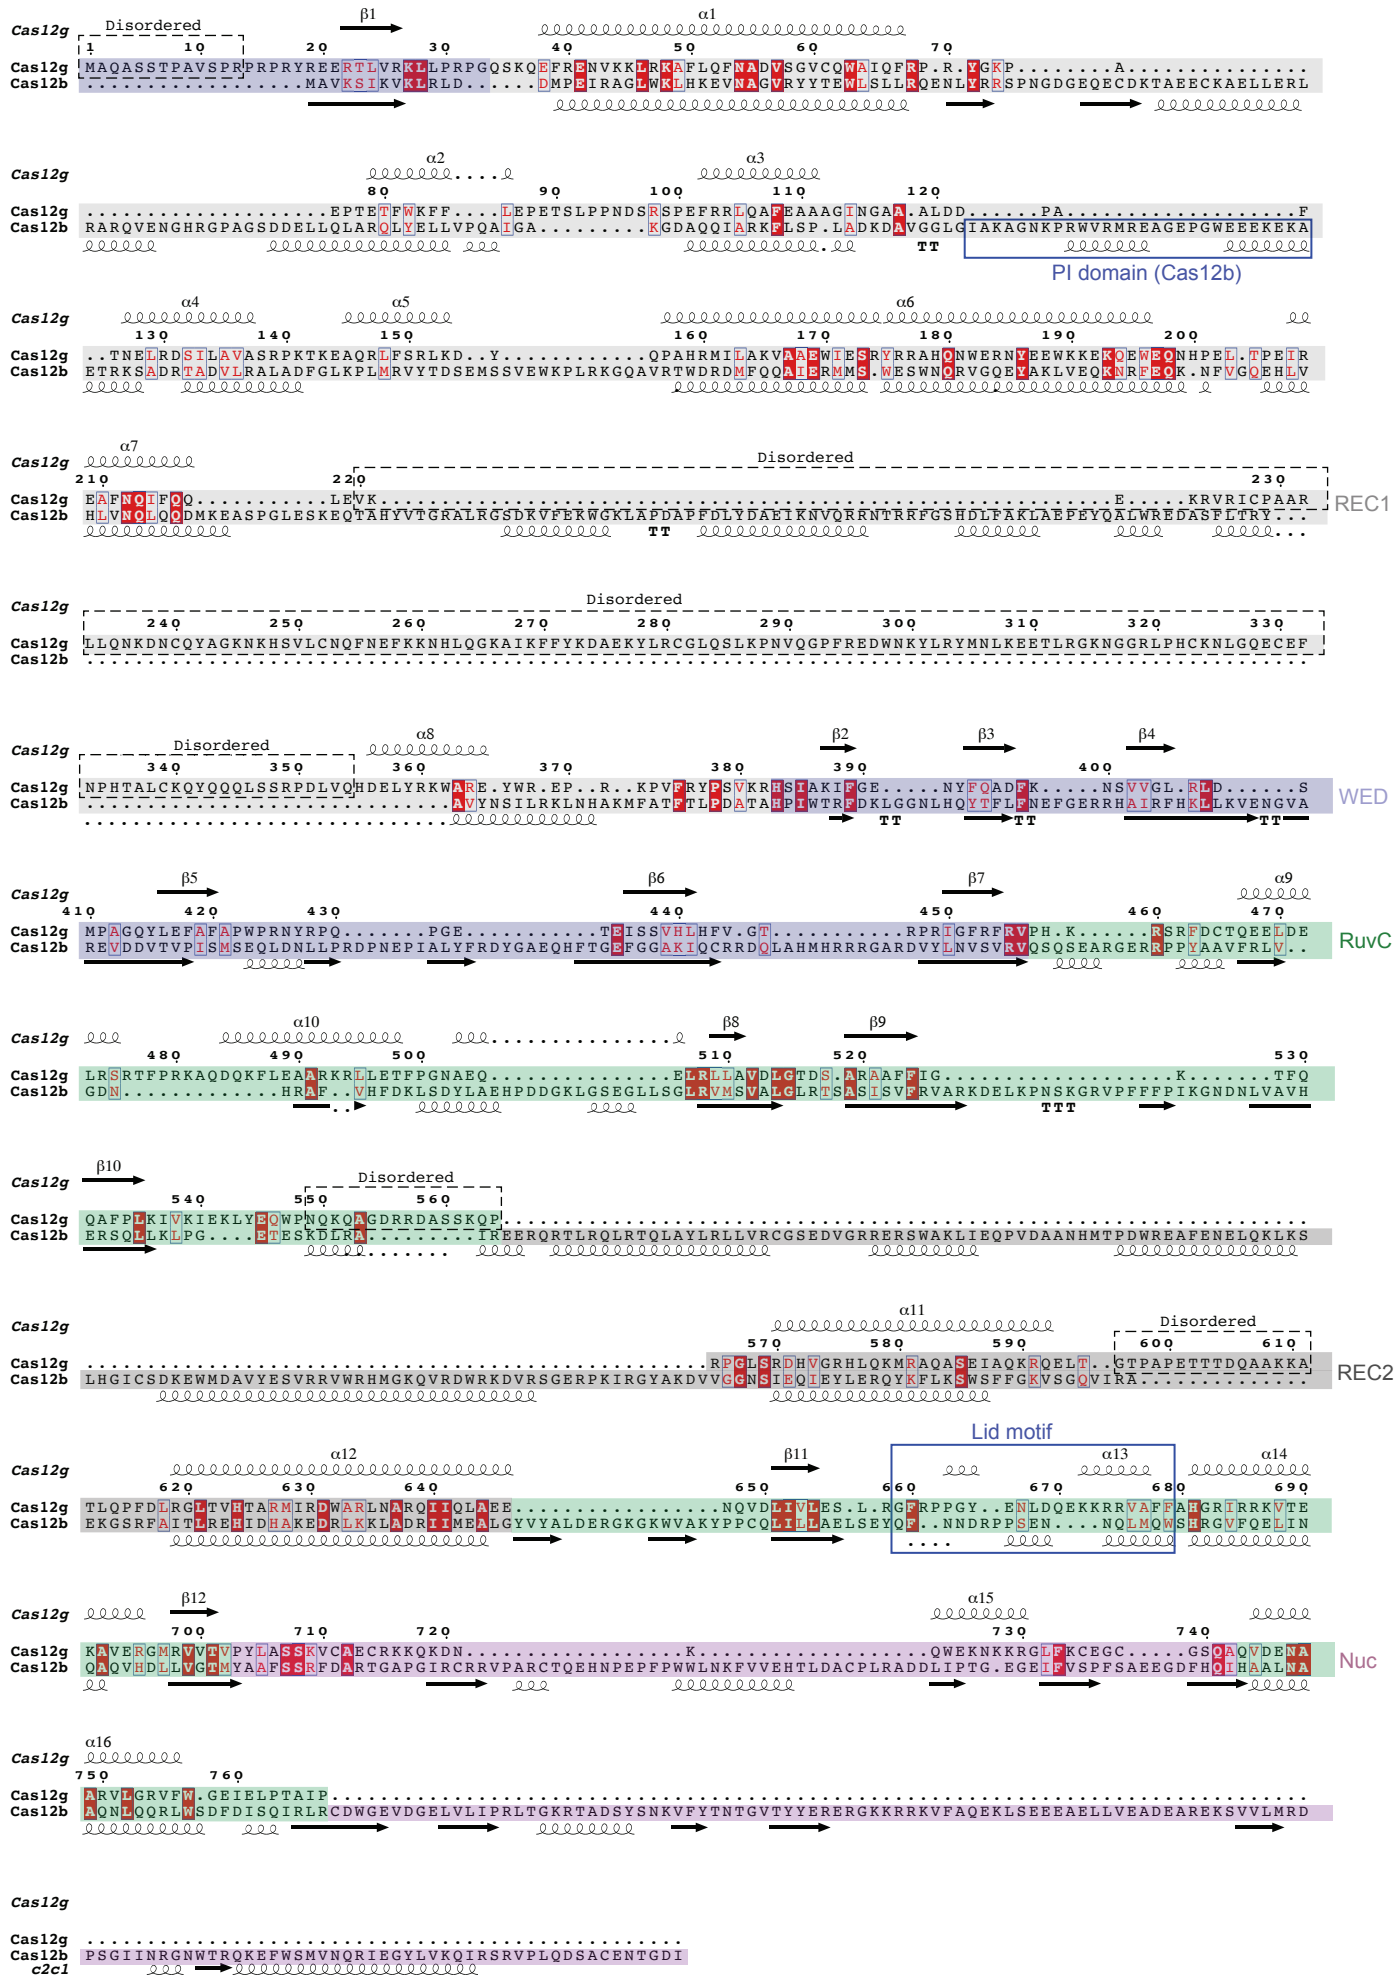 Cas12g Disordered β1 α1
1 10 20 30 40 50 60 70
Cas12g MAQASSTPAVSPRPRPRYREERTLVRKLLPRPGQSKQEFRENVKKLRKAFLQFNADVSGVCQWAIQFRP.R.YGKP.......A...............
Cas12b MAVKSIKVKLRLD.....DMPEIRAGLWKLHKEVNAGVRYYTEWLSLLRQENLYRRSPNGDGEQECDKTAEECKAELLERL
Cas12g α2 α3
80 90 100 110 120
Cas12g ....................EPTETFWKFF....LEPETSLPPNDSRSPEFRRLQAFEAAAGINGAA.ALDD......PA...................F
Cas12b RARQVENGHRGPAGSDDELLQLARQLYELLVPQAIGA.........KGDAQQIARKFLSP.LADKDAVGGLGIAKAGNKPRWVRMREAGEPGWEEEKEKA
TT
PI domain (Cas12b)
Cas12g α4 α5 α6
130 140 150 160 170 180 190 200
Cas12g ..TNELRDSILAVASRPKTKEAQRLFSRLKD..Y............QPAHRMILAKVAAEWIESRYRRAHQNWERNYEEWKKEKQEWEQNHPEL.TPEIR
Cas12b ETRKSADRTADVLRALADFGLKPLMRVYTDSEMSSVEWKPLRKGQAVRTWDRDMFQQAIERMMS.WESWNQRVGQEYAKLVEQKNRFEQK.NFVGQEHLV
Cas12g α7 Disordered
210 220 230
Cas12g EAFNQIFQQ...........LEVK............................................................E.....KRVRICPAAR
Cas12b HLVNQLQQDMKEASPGLESKEQTAHYVTGRALRGSDKVFEKWGKLAPDAPFDLYDAEIKNVQRRNTRRFGSHDLFAKLAEPEYQALWREDASFLTRY...
TT
REC1
Cas12g Disordered
240 250 260 270 280 290 300 310 320 330
Cas12g LLQNKDNCQYAGKNKHSVLCNQFNEFKKNHLQGKAIKFFYKDAEKYLRCGLQSLKPNVQGPFREDWNKYLRYMNLKEETLRGKNGGRLPHCKNLGQECEF
Cas12b ....................................................................................................
Cas12g Disordered α8 β2 β3 β4
340 350 360 370 380 390 400
Cas12g NPHTALCKQYQQQLSSRPDLVQHDELYRKWARE.YWR.EP..R..KPVFRYPSVKRHSIAKIFGE.....NYFQADFK....NSVVGL.RLD......S
Cas12b ..............................AVYNSILRKLNHAKMFATFTLPDATAHPIWTRFDKLGGNLHQYTFLFNEFGERRHAIRFHKLLKVENGVA
TT TT TT
WED
Cas12g β5 β6 β7 α9
410 420 430 440 450 460 470
Cas12g MPAGQYLEFAFAPWPRNYRPQ.......PGE.........TEISSVHLHFV.GT...........RPRIGFRFRVPH.K.......RSRFDCTQEELDE
Cas12b REVDDVTVPISMSEQLDNLLPRDPNEPIALYFRDYGAEQHFTGEFGGAKIQCRRDQLAHMHRRRGARDVYLNVSVRVQSQSEARGERRPPYAAVFRLV..
RuvC
Cas12g α10 β8 β9
480 490 500 510 520 530
Cas12g LRSRTFPRKAQDQKFLEAARKRLLETFPGNAEQ...............ELRLLAVDLGTDS.ARAAFFIG....................K.......TFQ
Cas12b GDN..............HRAF..VHFDKLSDYLAEHPDDGKLGSEGLLSGLRVMSVALGLRTSASISVFRVARKDELKPNSKGRVPFFFPIKGNDNLVAVH
TTT
Cas12g β10 Disordered
540 550 560
Cas12g QAFPLKIVKIEKLYEQWPNQKQAGDRRDASSKQP..................................................................
Cas12b ERSQLLKLPG....ETESKDLRA.........IREERQRTLRQLRTQLAYLRLLVRCGSEDVGRRERSWAKLIEQPVDAANHMTPDWREAFENELQKLKS
Cas12g α11 Disordered
570 580 590 600 610
Cas12g ...................................................RPGLSRDHVGRHLQKMRAQASEIAQKRQELT..GTPAPETTTDQAAKKA
Cas12b LHGICSDKEWMDAVYESVRRVWRHMGKQVRDWRKDVRSGERPKIRGYAKDVVGGNSIEQIEYLERQYKFLKSWSFFGKVSGQVIRA..............
REC2
Lid motif
Cas12g α12 β11 α13 α14
620 630 640 650 660 670 680 690
Cas12g TLQPFDLRGLTVHTARMIRDWARLNARQIIQLAEE.................NQVDLIVLES.L.RGFRPPGY..ENLDQEKKRRVAFFAHGRIRRKVTE
Cas12b EKGSRFAITLREHIDHAKEDRLKKLADRIIMEALGYVYALDERGKGKWVAKYPPCQLILLAELSEYQF..NNDRPPSEN....NQLMQWSHRGVFQELIN
Cas12g β12 α15
700 710 720 730 740
Cas12g KAVERGMRVVTVPYLASSKVCAECRKKQKDN..................K...................QWEKNKKRGLFKCEGC....GSQAQVDENA
Cas12b QAQVHDLLVGTMYAAFSSRFDARTGAPGIRCRRVPARCTQEHNPEPFPWWLNKFVVEHTLDACPLRADDLIPTG.EGEIFVSPFSAEEGDFHQIHAALNA
Nuc
Cas12g α16
750 760
Cas12g ARVLGRVFW.GEIELPTAIP
Cas12b AQNLQQRLWSDFDISQIRLRCDWGEVDGELVLIPRLTGKRTADSYSNKVFYTNTGVTYYERERGKKRRKVFAQEKLSEEEAELLVEADEAREKSVVLMRD
Cas12g
Cas12g .................................................
Cas12b PSGIINRGNWTRQKEFWSMVNQRIEGYLVKQIRSRVPLQDSACENTGDI
c2c1